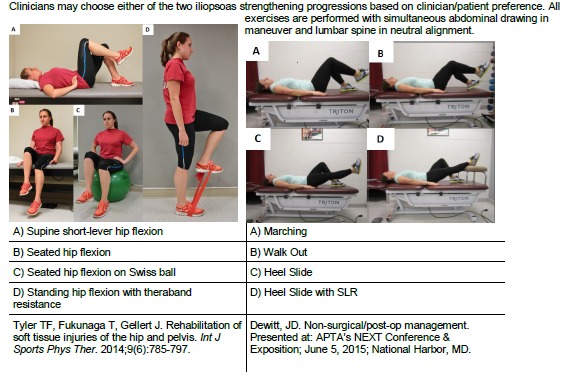 Clinicians may choose either of the two iliopsoas strengthening progressions based on clinician/patient preference. All
exercises are performed with simultaneous abdominal drawing in
maneuver and lumbar spine in neutral alignment.
A
D
B
C
A
B
TRITON
TRITON
C
D
TRITON
TRITON
A) Supine short-lever hip flexion
A) Marching
B) Seated hip flexion
B) Walk Out
C) Seated hip flexion on Swiss ball
C) Heel Slide
D) Standing hip flexion with theraband
resistance
D) Heel Slide with SLR
Tyler TF, Fukunaga T, Gellert J. Rehabilitation of
soft tissue injuries of the hip and pelvis. Int J
Sports Phys Ther. 2014;9(6):785-797.
Dewitt, JD. Non-surgical/post-op management.
Presented at: APTA's NEXT Conference &
Exposition; June 5, 2015; National Harbor, MD.